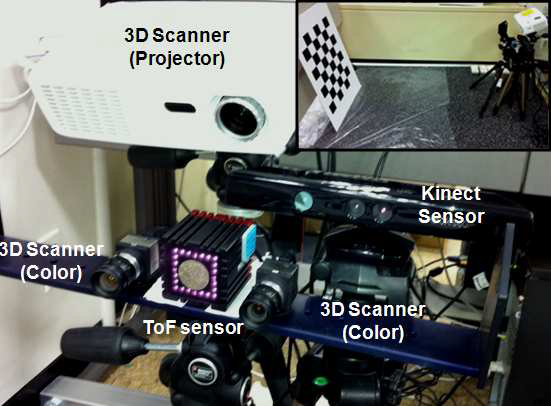 3D Scanner
(Projector)
Kinect
Sensor
3D Scanner
(Color)
ToF sensor
3D Scanner
(Color)